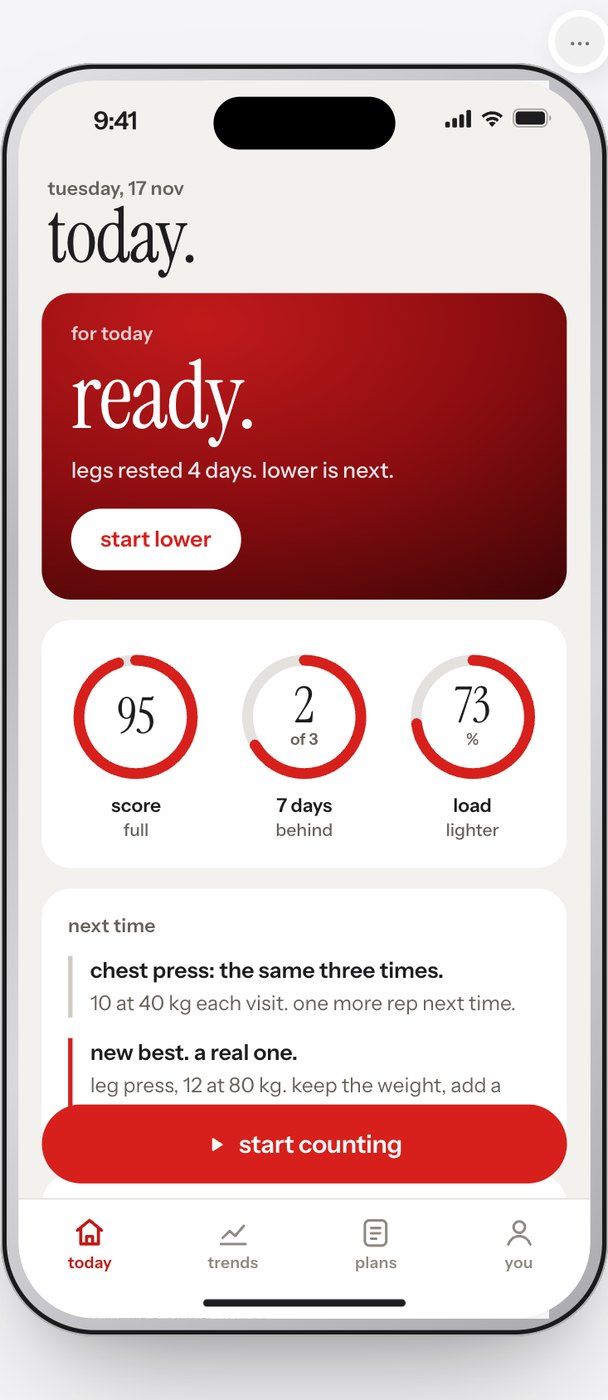 9:41
tuesday, 17 nov
today.
for today
ready.
legs rested 4 days. lower is next.
start lower
95
score
full
2
of 3
7 days
behind
73
%
load
lighter
next time
chest press: the same three times.
10 at 40 kg each visit. one more rep next time.
new best. a real one.
leg press, 12 at 80 kg. keep the weight, add a
start counting
today
trends
plans
you